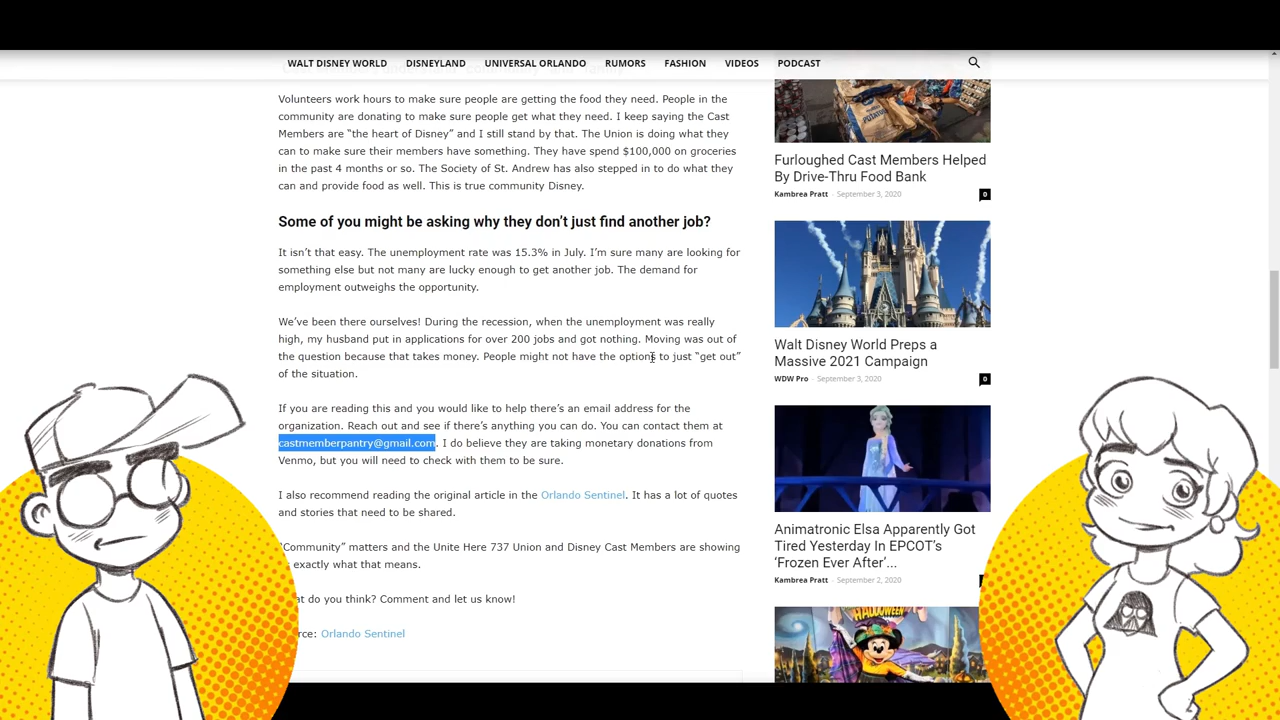 WALT DISNEY WORLD DISNEYLAND UNIVERSAL ORLANDO RUMORS FASHION VIDEOS PODCAST
Volunteers work hours to make sure people are getting the food they need. People in the
community are donating to make sure people get what they need. I keep saying the Cast
Members are “the heart of Disney” and I still stand by that. The Union is doing what they
can to make sure their members have something. They have spend $100,000 on groceries
in the past 4 months or so. The Society of St. Andrew has also stepped in to do what they
can and provide food as well. This is true community Disney.
Some of you might be asking why they don’t just find another job?
It isn’t that easy. The unemployment rate was 15.3% in July. I’m sure many are looking for
something else but not many are lucky enough to get another job. The demand for
employment outweighs the opportunity.
We’ve been there ourselves! During the recession, when the unemployment was really
high, my husband put in applications for over 200 jobs and got nothing. Moving was out of
the question because that takes money. People might not have the options to just “get out”
of the situation.
If you are reading this and you would like to help there’s an email address for the
organization. Reach out and see if there’s anything you can do. You can contact them at
castmemberpantry@gmail.com. I do believe they are taking monetary donations from
Venmo, but you will need to check with them to be sure.
I also recommend reading the original article in the Orlando Sentinel. It has a lot of quotes
and stories that need to be shared.
“Community” matters and the Unite Here 737 Union and Disney Cast Members are showing
exactly what that means.
do you think? Comment and let us know!
Orlando Sentinel
POTATO
Furloughed Cast Members Helped
By Drive-Thru Food Bank
Kambrea Pratt - September 3, 2020 0
Walt Disney World Preps a
Massive 2021 Campaign
WDW Pro - September 3, 2020 0
Animatronic Elsa Apparently Got
Tired Yesterday In EPCOT’s
‘Frozen Ever After’...
Kambrea Pratt - September 2, 2020
HALLOWEEN